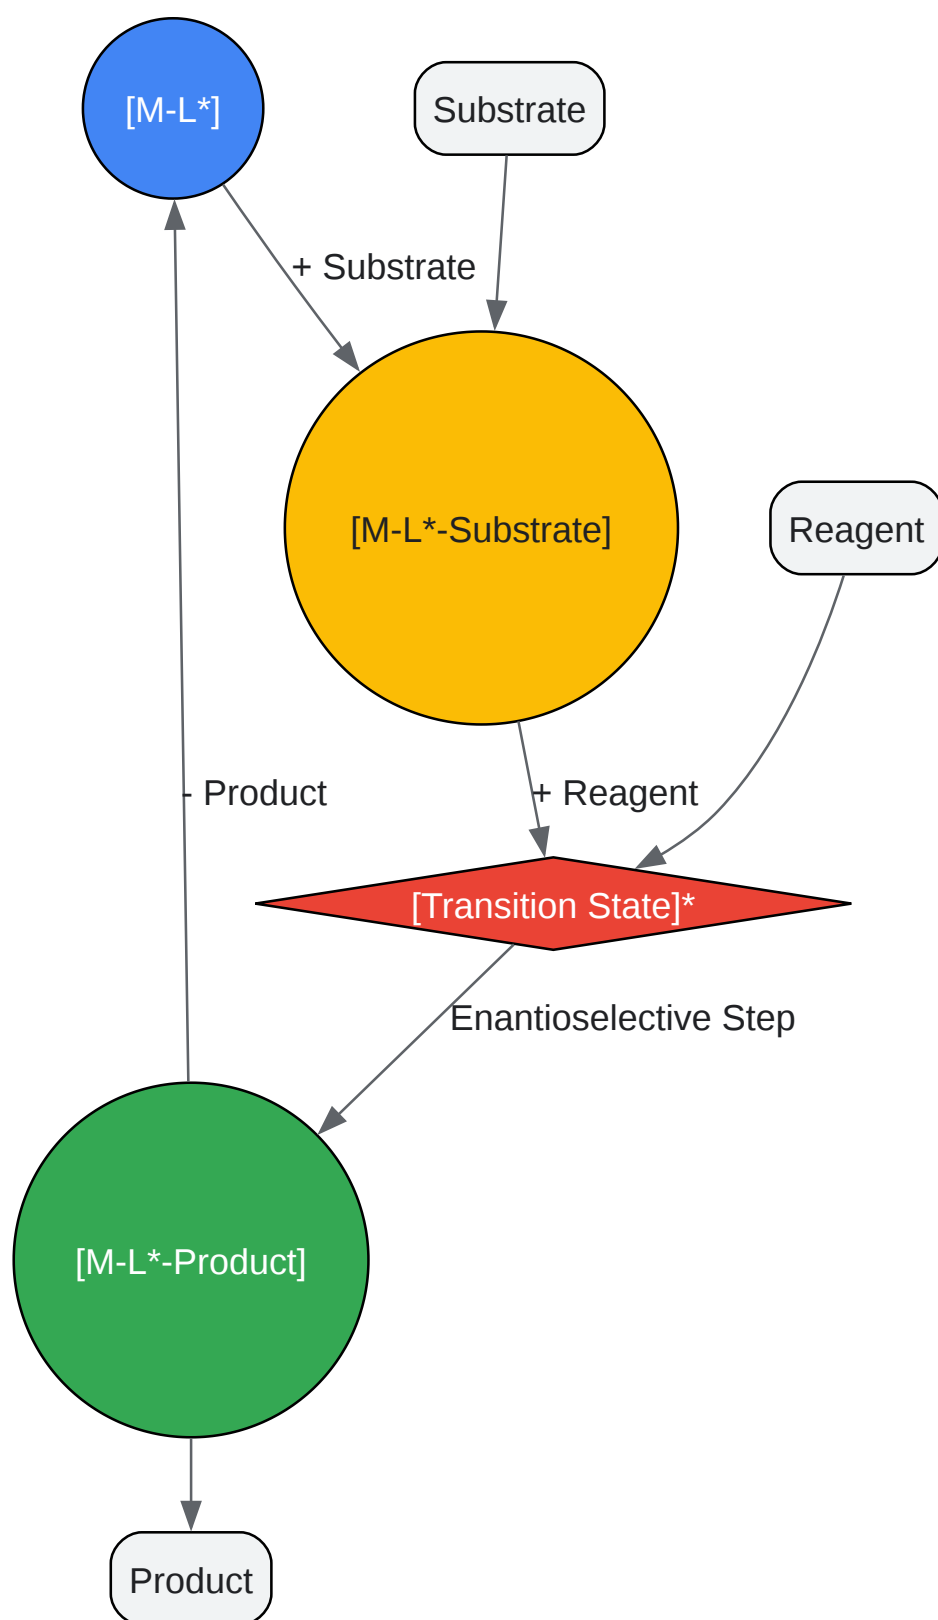 [M-L*]
Substrate
+ Substrate
[M-L*-Substrate]
Reagent
- Product
+ Reagent
[Transition State]*
Enantioselective Step
[M-L*-Product]
Product